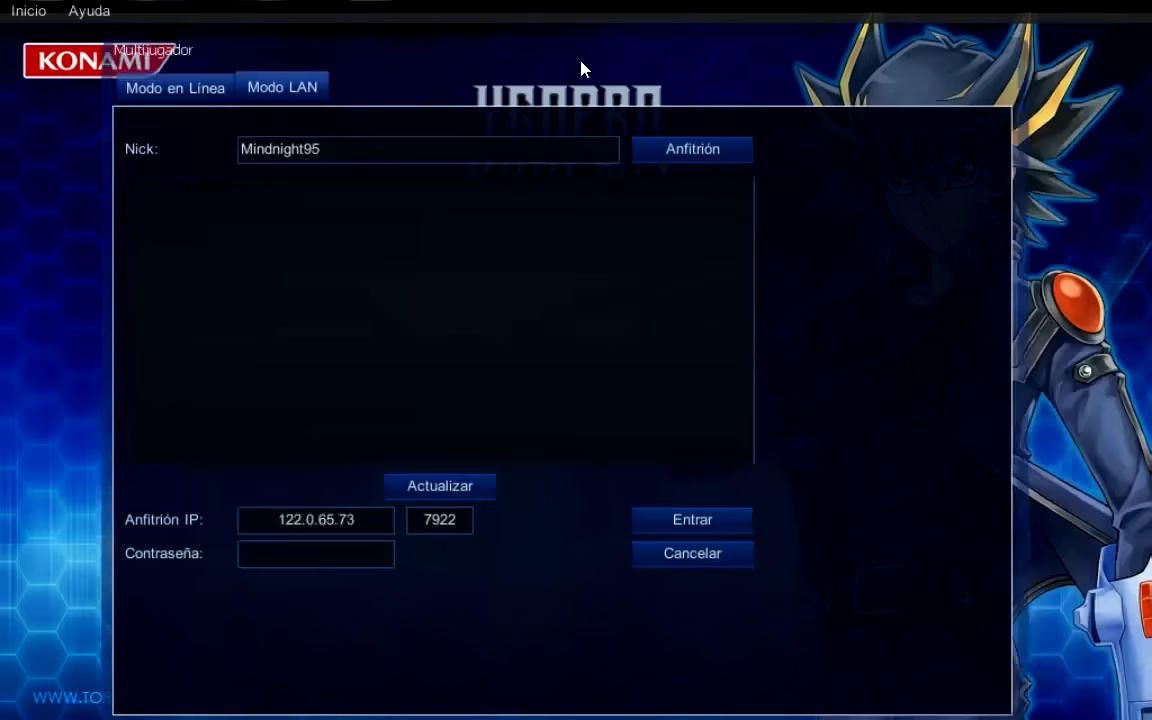 Inicio Ayuda
KONAMI
Multijugador
Modo en Línea Modo LAN
YGOPRO
Nick: Mindnight95 Anfitrión
Actualizar
Anfitrión IP: 122.0.65.73 7922 Entrar
Contraseña: Cancelar